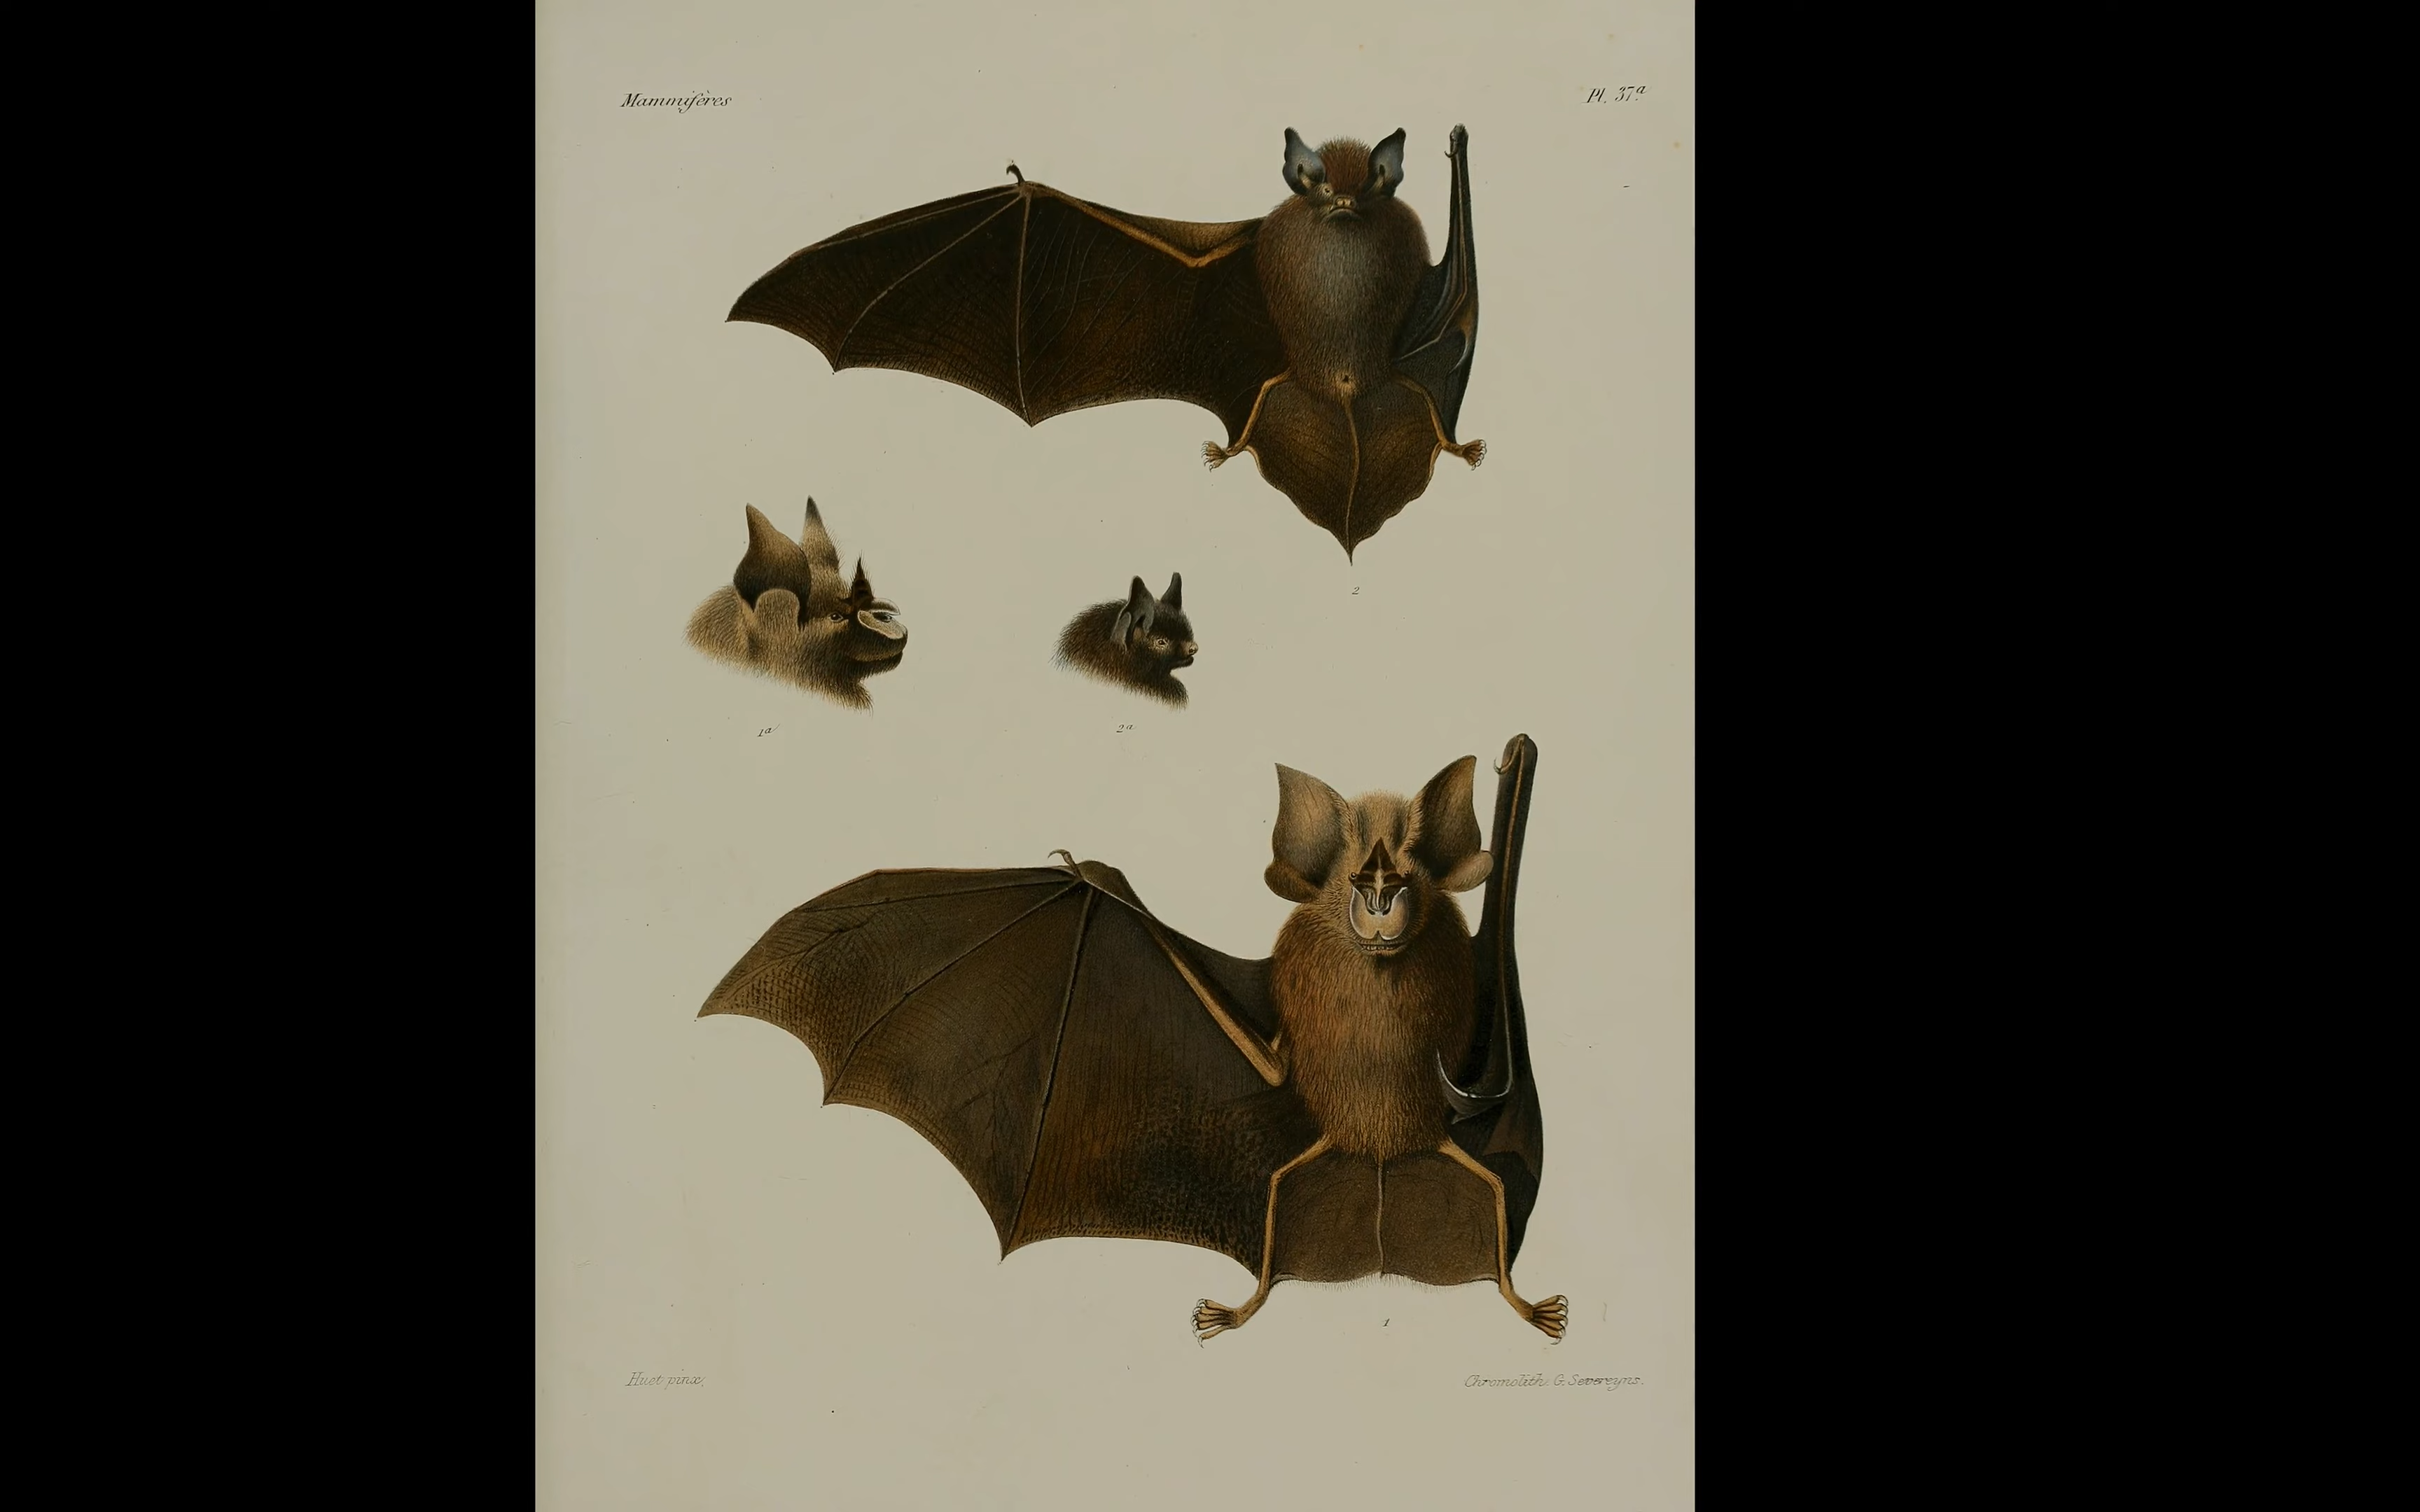 Mammifères
Pl. 37ª.
2
1ª
2ª
1
Huet pinx.
Chromolith. G. Severeyns.